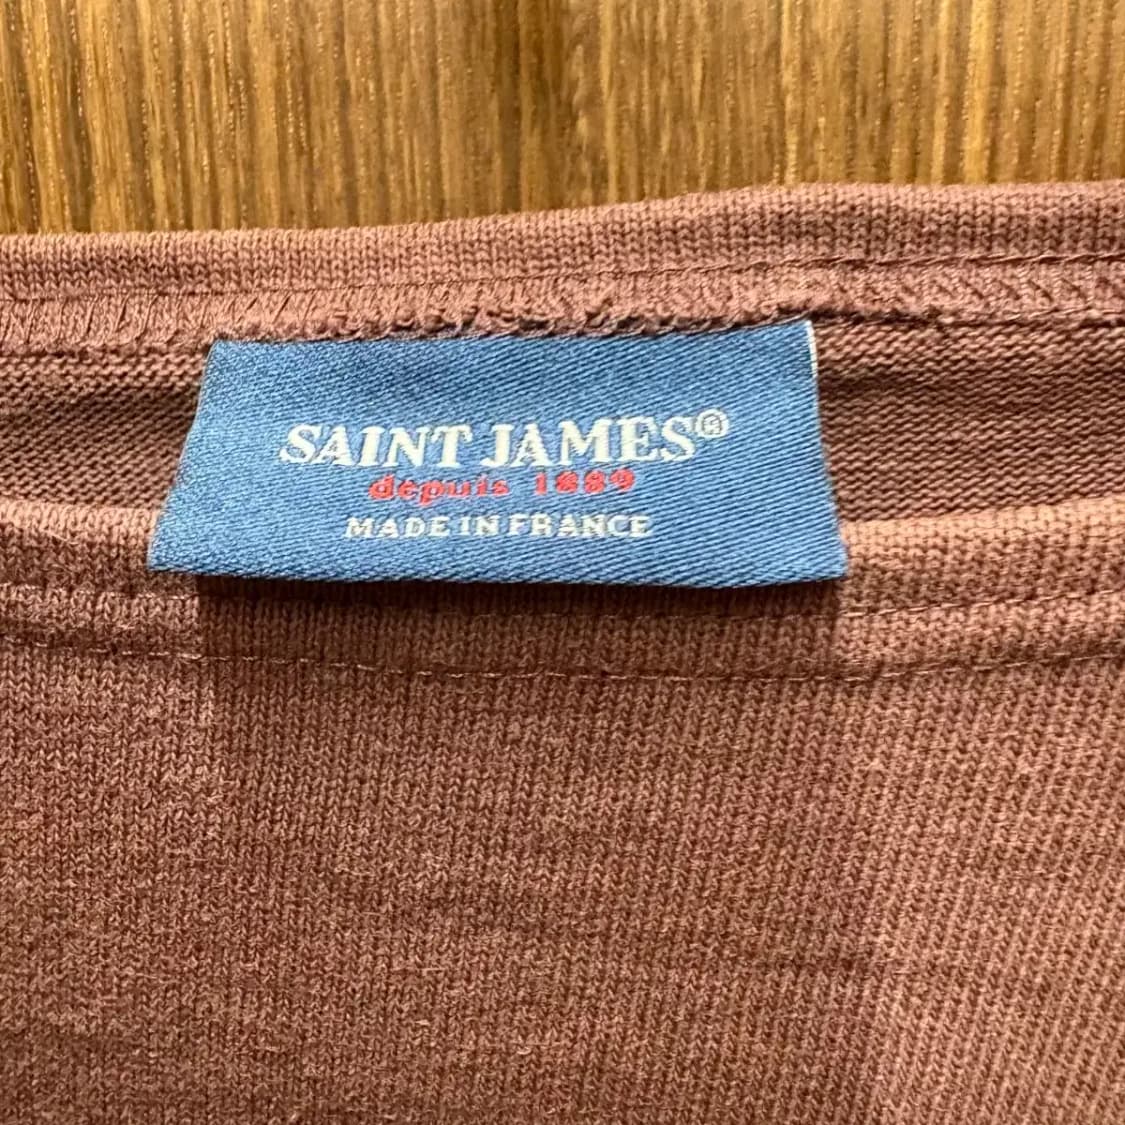 SAINT JAMES®
depuis 1889
MADE IN FRANCE